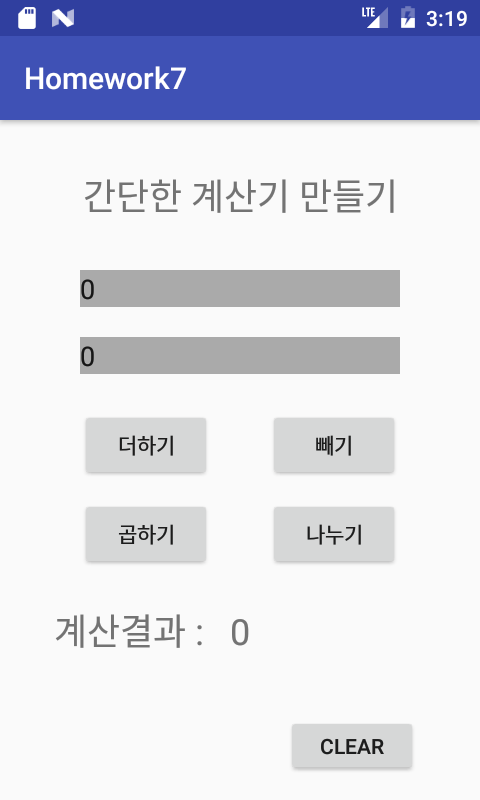 LTE 3:19
Homework7
간단한 계산기 만들기
0
0
더하기 빼기
곱하기 나누기
계산결과 : 0
CLEAR